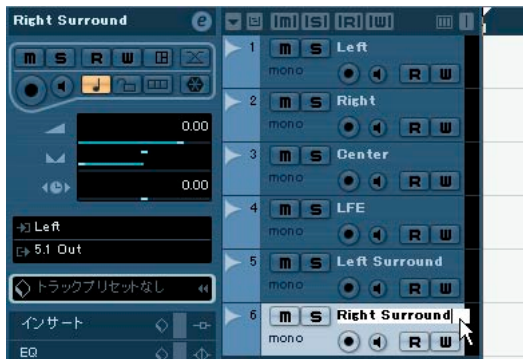 Right Surround e
m S R W
0.00
0.00
Left
5.1 Out
トラックプリセットなし
インサート
EQ
m S R W
1 m S Left
mono R W
2 m S Right
mono R W
3 m S Center
mono R W
4 m S LFE
mono R W
5 m S Left Surround
mono R W
6 m S Right Surround
mono R W